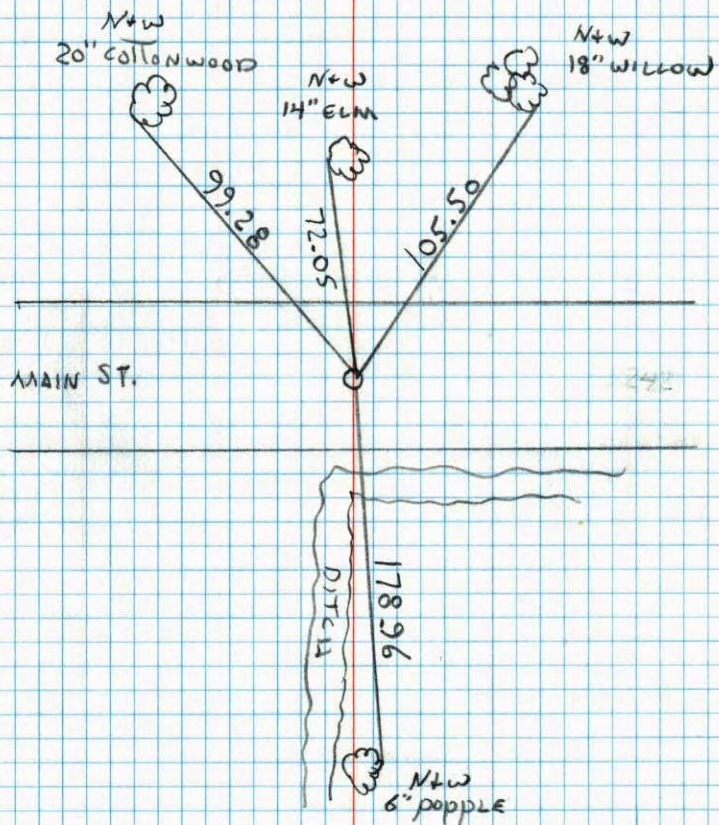 N+W
20" COTTONWOOD
N+W
14" ELM
N+W
18" WILLOW
99.28
72.05
105.50
MAIN ST.
242
178.96
DITCH
N+W
6" POPPLE